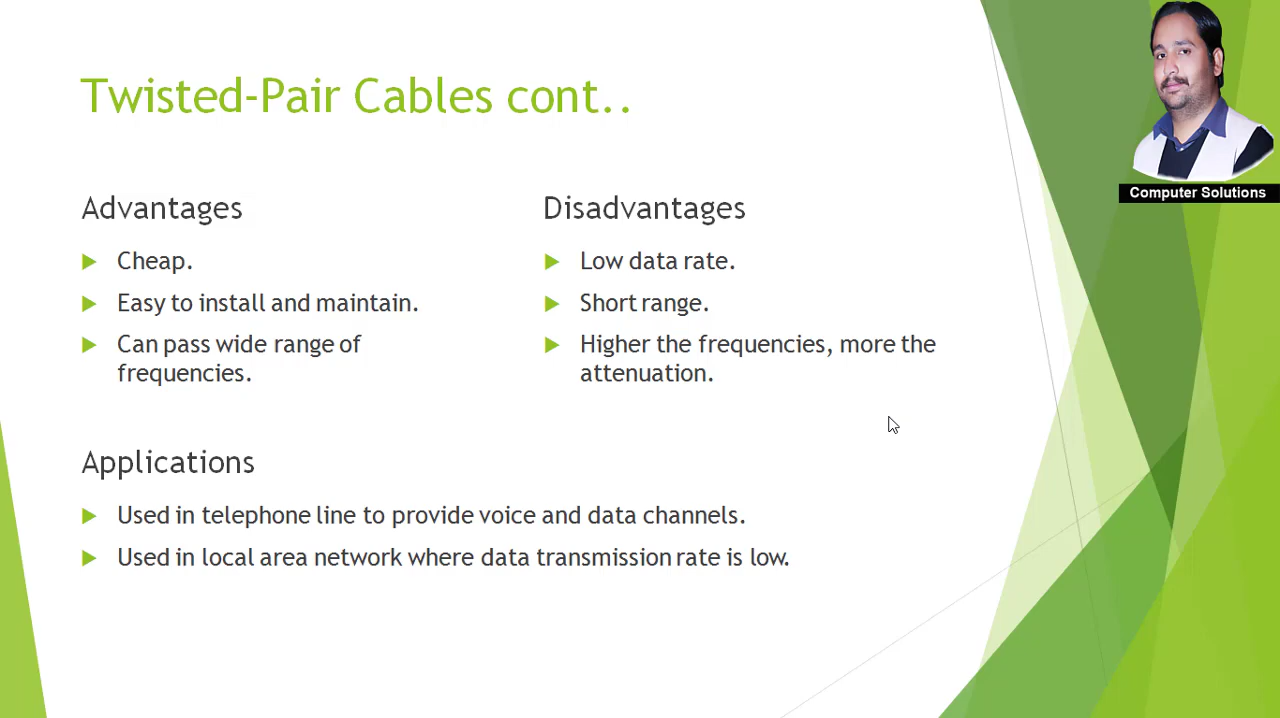 Twisted-Pair Cables cont..
Computer Solutions
Advantages
Cheap.
Easy to install and maintain.
Can pass wide range of
frequencies.
Disadvantages
Low data rate.
Short range.
Higher the frequencies, more the
attenuation.
Applications
Used in telephone line to provide voice and data channels.
Used in local area network where data transmission rate is low.